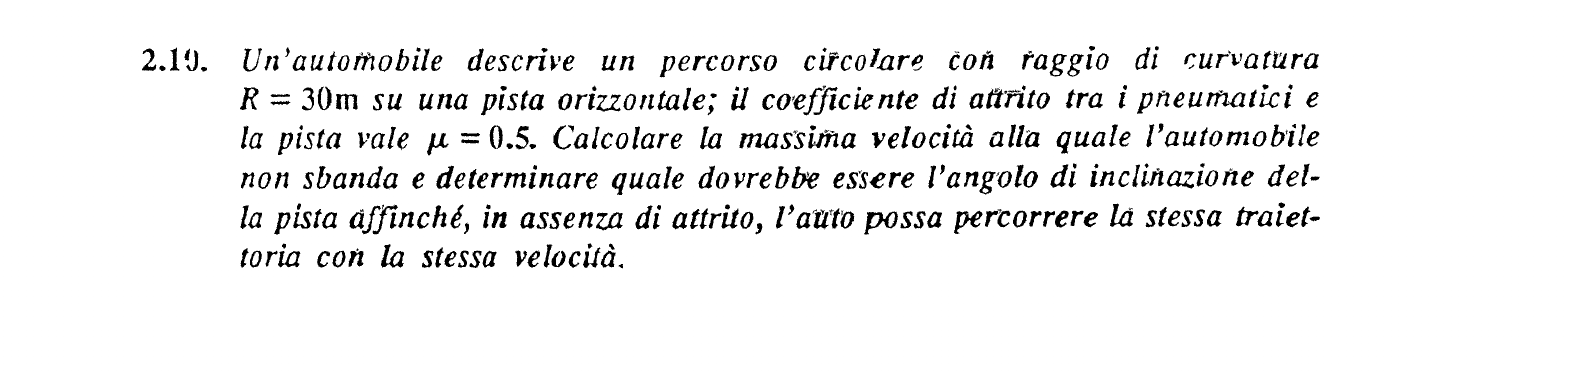 2.10. Un'automobile descrive un percorso circolare con raggio di curvatura
R = 30m su una pista orizzontale; il coefficiente di attrito tra i pneumatici e
la pista vale μ = 0.5. Calcolare la massima velocità alla quale l'automobile
non sbanda e determinare quale dovrebbe essere l'angolo di inclinazione del-
la pista affinché, in assenza di attrito, l'auto possa percorrere la stessa traiet-
toria con la stessa velocità.